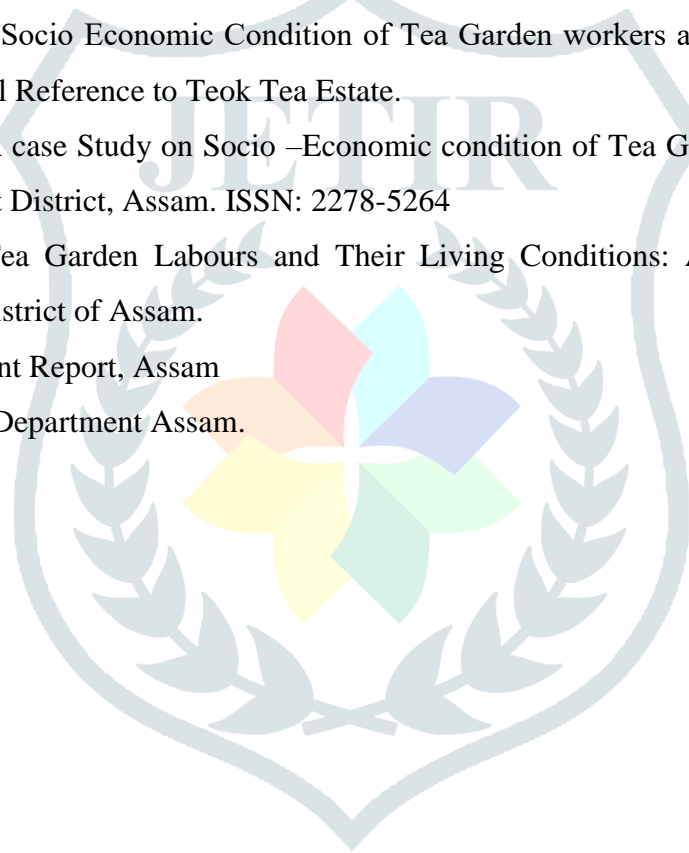 Socio Economic Condition of Tea Garden workers a
l Reference to Teok Tea Estate.
case Study on Socio –Economic condition of Tea G
t District, Assam. ISSN: 2278-5264
ea Garden Labours and Their Living Conditions:
strict of Assam.
nt Report, Assam
Department Assam.
JETIR